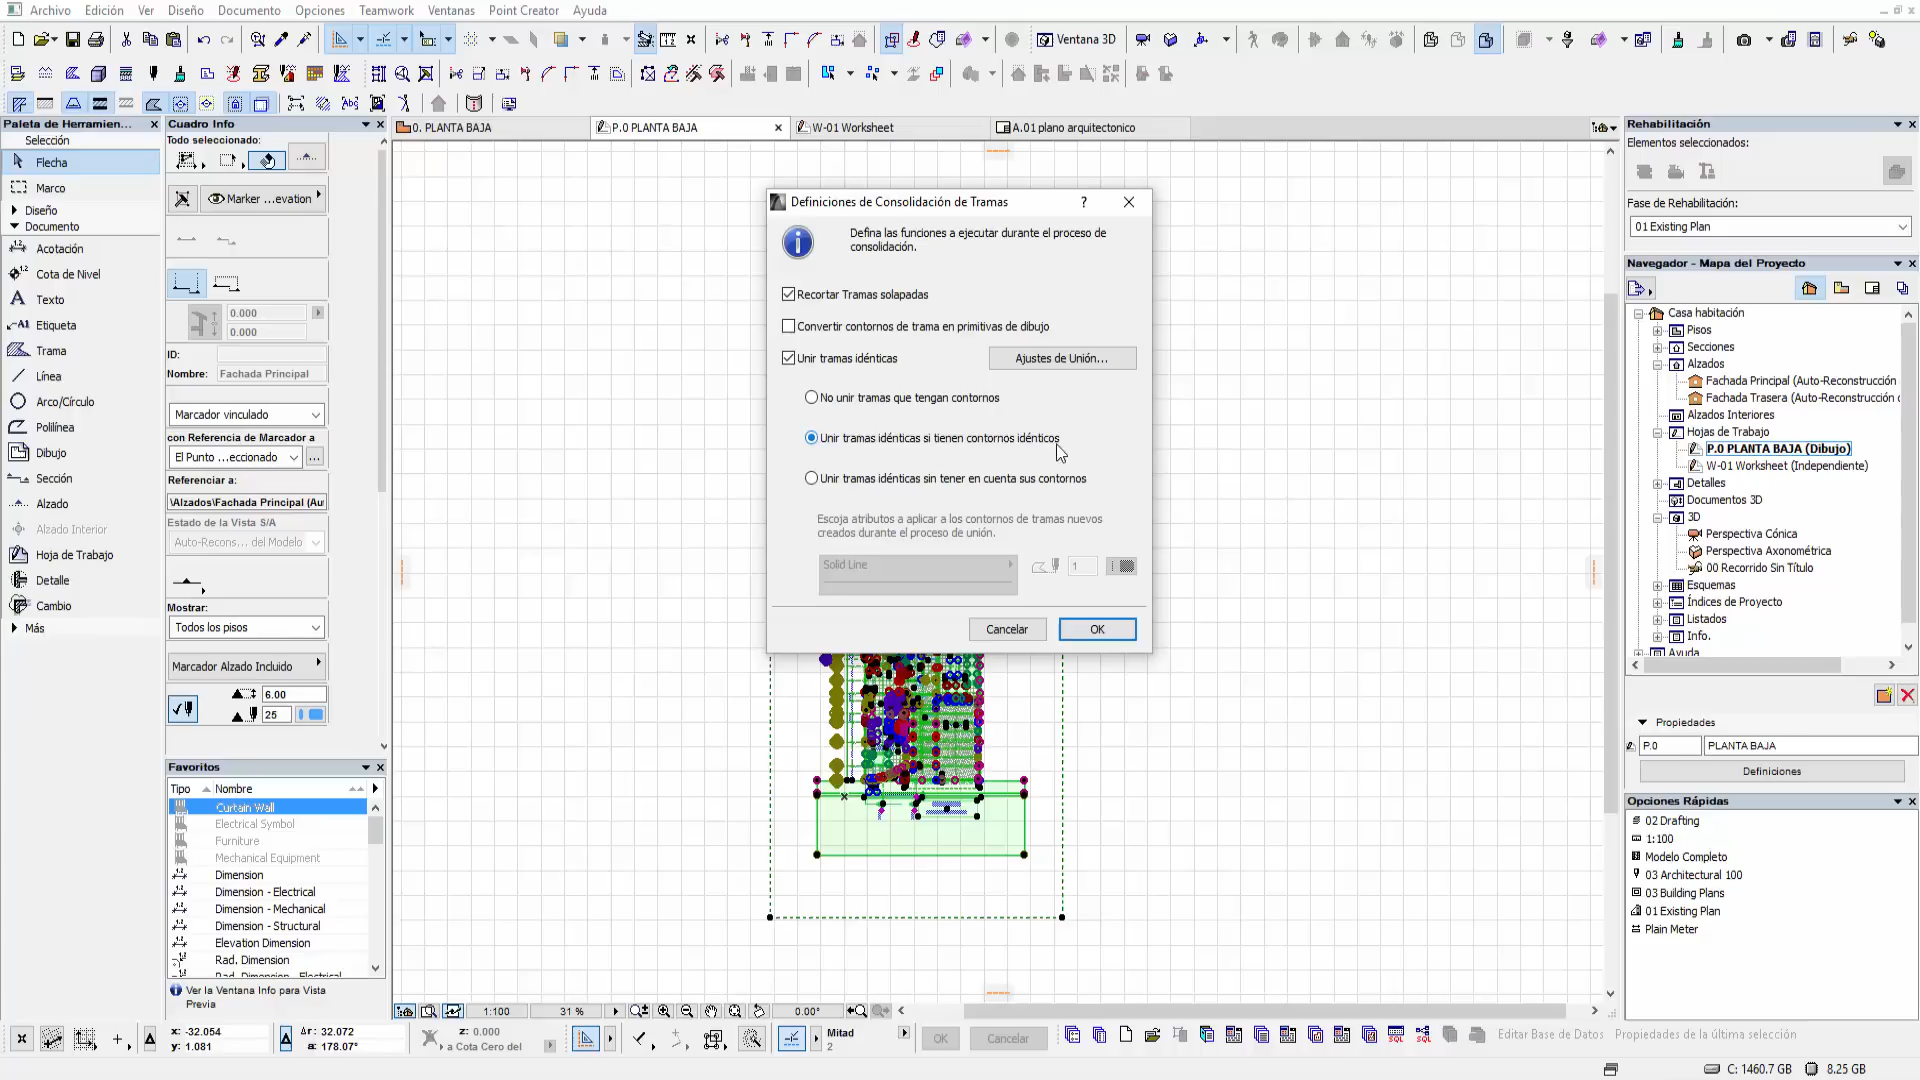 Archivo Edición Ver Diseño Documento Opciones Teamwork Ventanas Point Creator Ayuda
Ventana 3D
Paleta de Herramien...
Selección
Flecha
Marco
Diseño
Documento
Acotación
Cota de Nivel
Texto
Etiqueta
Trama
Línea
Arco/Círculo
Polilínea
Dibujo
Sección
Alzado
Alzado Interior
Hoja de Trabajo
Detalle
Cambio
Más
Cuadro Info
Todo seleccionado:
Marker ...evation
0.000
0.000
ID:
Nombre: Fachada Principal
Marcador vinculado
con Referencia de Marcador a
El Punto ...eccionado ...
Referenciar a:
\Alzados\Fachada Principal (Au
Estado de la Vista S/A
Auto-Recons... del Modelo
Mostrar:
Todos los pisos
Marcador Alzado Incluido
6.00
25
Favoritos
Tipo Nombre
Curtain Wall
Electrical Symbol
Furniture
Mechanical Equipment
Dimension
Dimension - Electrical
Dimension - Mechanical
Dimension - Structural
Elevation Dimension
Rad. Dimension
Rad. Dimension - Electrical
Ver la Ventana Info para Vista
Previa
0. PLANTA BAJA
P.0 PLANTA BAJA
W-01 Worksheet
A.01 plano arquitectonico
Definiciones de Consolidación de Tramas ?
Defina las funciones a ejecutar durante el proceso de
consolidación.
Recortar Tramas solapadas
Convertir contornos de trama en primitivas de dibujo
Unir tramas idénticas
Ajustes de Unión...
No unir tramas que tengan contornos
Unir tramas idénticas si tienen contornos idénticos
Unir tramas idénticas sin tener en cuenta sus contornos
Escoja atributos a aplicar a los contornos de tramas nuevos
creados durante el proceso de unión.
Solid Line
1
Cancelar
OK
Rehabilitación
Elementos seleccionados:
Fase de Rehabilitación:
01 Existing Plan
Navegador - Mapa del Proyecto
Casa habitación
Pisos
Secciones
Alzados
Fachada Principal (Auto-Reconstrucción
Fachada Trasera (Auto-Reconstrucción
Alzados Interiores
Hojas de Trabajo
P.0 PLANTA BAJA (Dibujo)
W-01 Worksheet (Independiente)
Detalles
Documentos 3D
3D
Perspectiva Cónica
Perspectiva Axonométrica
00 Recorrido Sin Título
Esquemas
Índices de Proyecto
Listados
Info.
Ayuda
Propiedades
P.0 PLANTA BAJA
Definiciones
Opciones Rápidas
02 Drafting
1:100
Modelo Completo
03 Architectural 100
03 Building Plans
01 Existing Plan
Plain Meter
1:100 31 % 0.00°
x: -32.054
y: 1.081
Δr: 32.072
a: 178.07°
z: 0.000
a Cota Cero del
Mitad
2
OK
Cancelar
Editar Base de Datos
Propiedades de la última selección
C: 1460.7 GB
8.25 GB